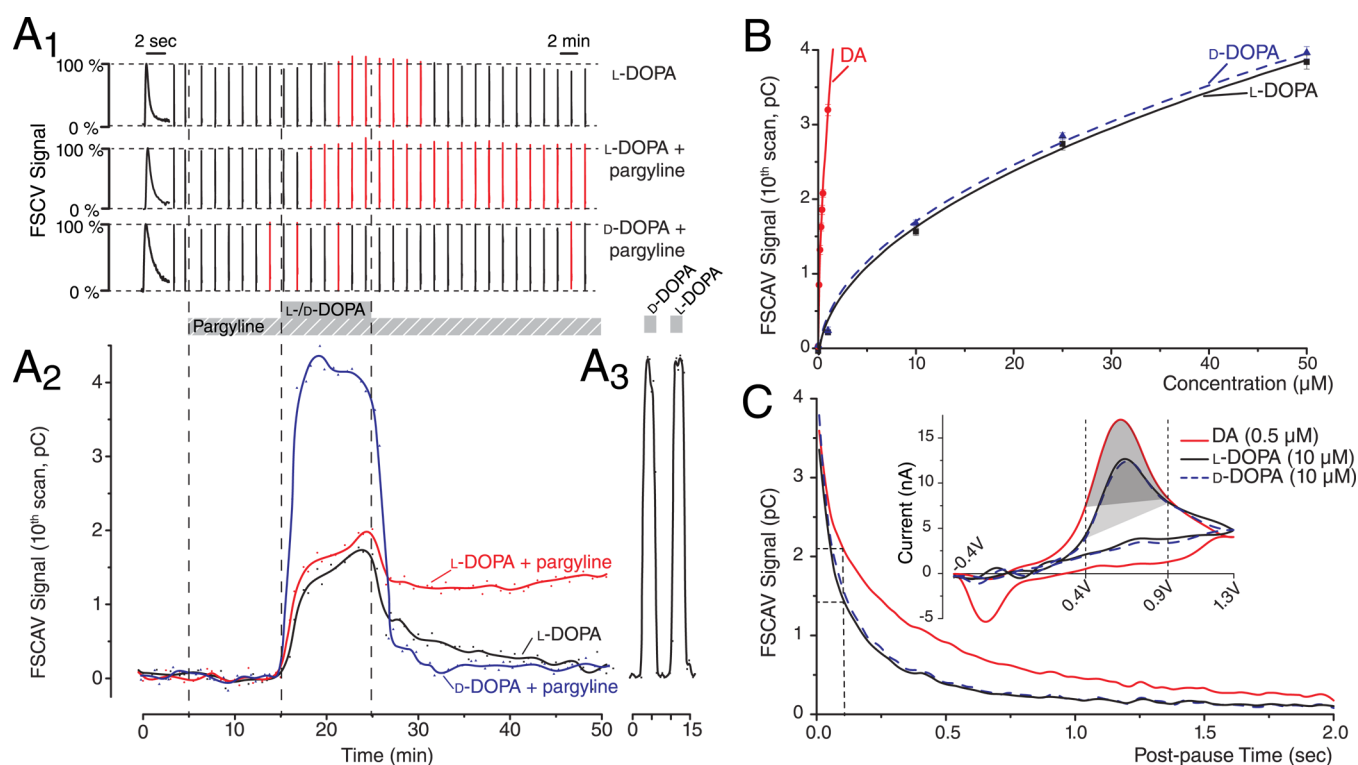 A1
2 sec
2 min
100 %
0 %
L-DOPA
100 %
0 %
L-DOPA +
pargyline
100 %
0 %
D-DOPA +
pargyline
FSCV Signal
L-/D-DOPA
Pargyline
D-DOPA
L-DOPA
A2
A3
4
3
2
1
0
FSCAV Signal (10th scan, pC)
L-DOPA + pargyline
L-DOPA
D-DOPA + pargyline
0 10 20 30 40 50
0 15
Time (min)
B
DA
D-DOPA
L-DOPA
4
3
2
1
0
FSCAV Signal (10th scan, pC)
0 10 20 30 40 50
Concentration (µM)
C
4
3
2
1
0
FSCAV Signal (pC)
0.0 0.5 1.0 1.5 2.0
Post-pause Time (sec)
15
10
5
0
-5
Current (nA)
-0.4V
0.4V
0.9V
1.3V
DA (0.5 µM)
L-DOPA (10 µM)
D-DOPA (10 µM)